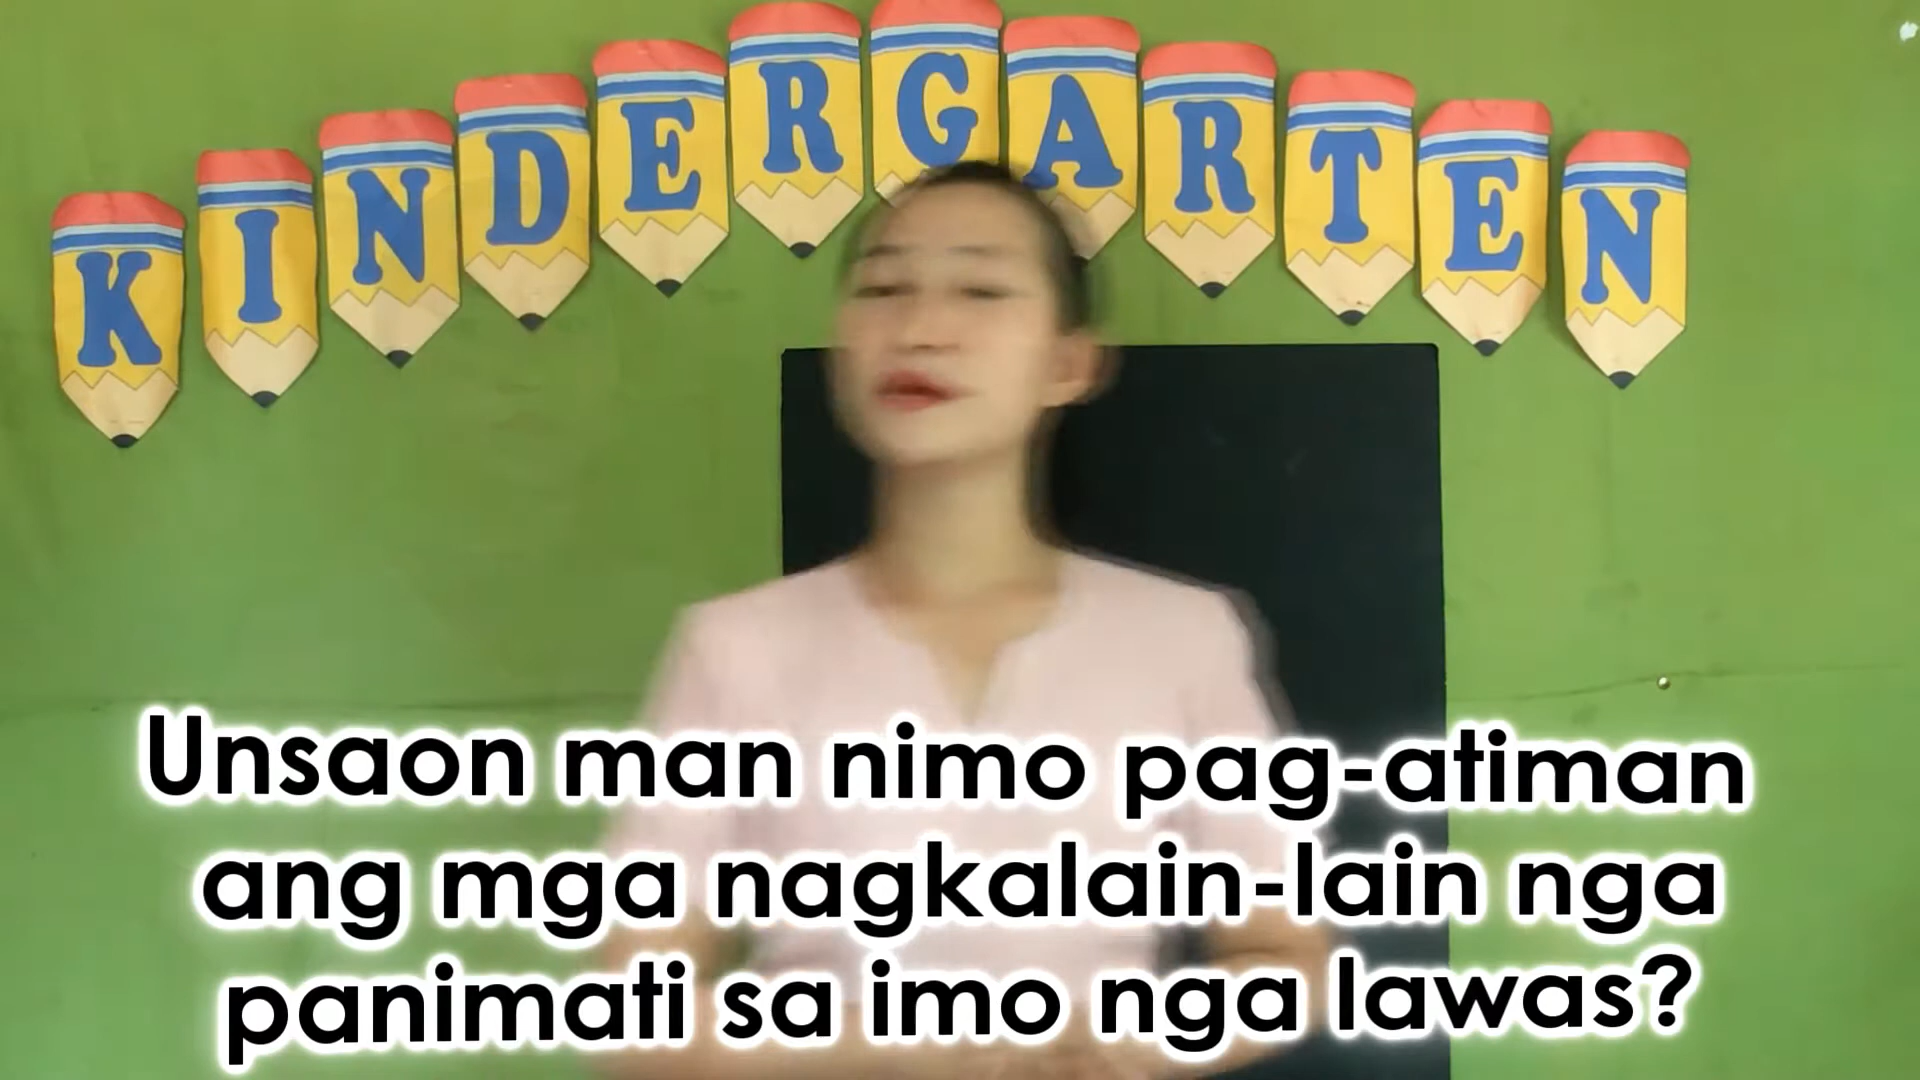 KINDERGARTEN
Unsaon man nimo pag-atiman
ang mga nagkalain-lain nga
panimati sa imo nga lawas?